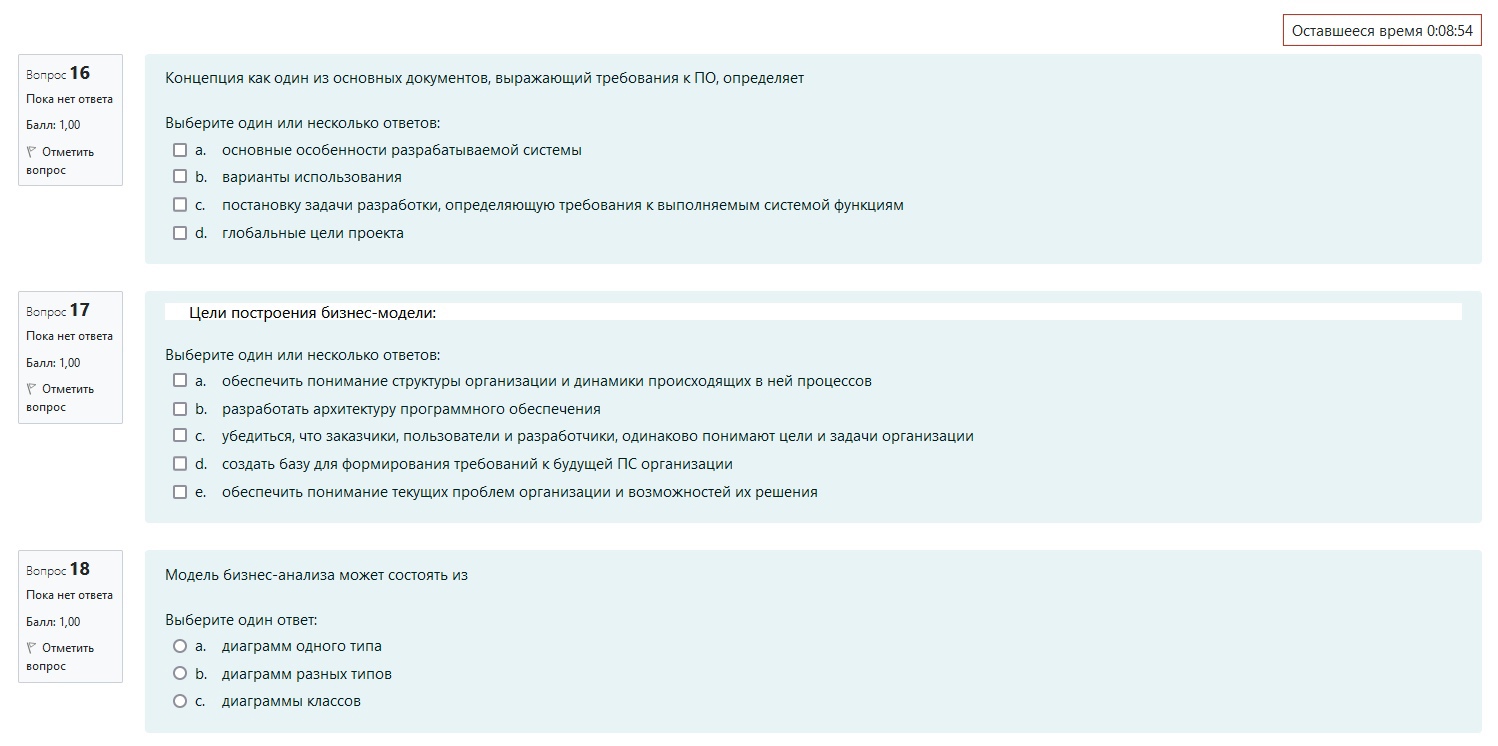 Оставшееся время 0:08:54
Вопрос 16
Пока нет ответа
Балл: 1,00
Отметить
вопрос
Концепция как один из основных документов, выражающий требования к ПО, определяет
Выберите один или несколько ответов:
a. основные особенности разрабатываемой системы
b. варианты использования
c. постановку задачи разработки, определяющую требования к выполняемым системой функциям
d. глобальные цели проекта
Вопрос 17
Пока нет ответа
Балл: 1,00
Отметить
вопрос
Цели построения бизнес-модели:
Выберите один или несколько ответов:
a. обеспечить понимание структуры организации и динамики происходящих в ней процессов
b. разработать архитектуру программного обеспечения
c. убедиться, что заказчики, пользователи и разработчики, одинаково понимают цели и задачи организации
d. создать базу для формирования требований к будущей ПС организации
e. обеспечить понимание текущих проблем организации и возможностей их решения
Вопрос 18
Пока нет ответа
Балл: 1,00
Отметить
вопрос
Модель бизнес-анализа может состоять из
Выберите один ответ:
a. диаграмм одного типа
b. диаграмм разных типов
c. диаграммы классов